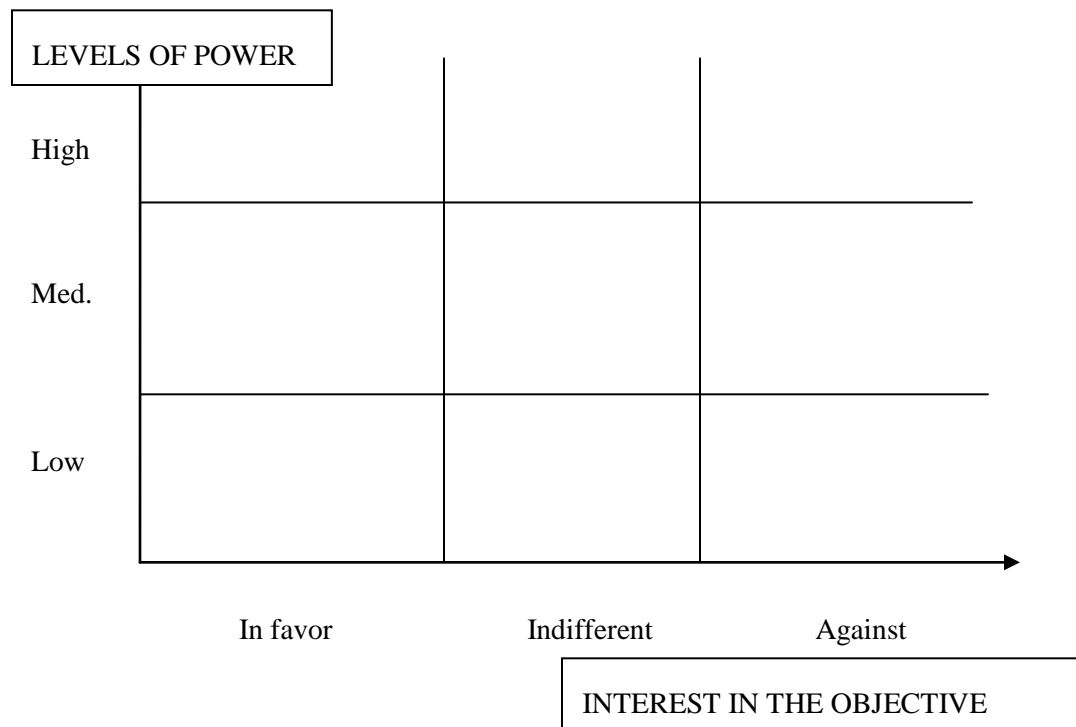 LEVELS OF POWER
High
Med.
Low
In favor Indifferent Against
INTEREST IN THE OBJECTIVE